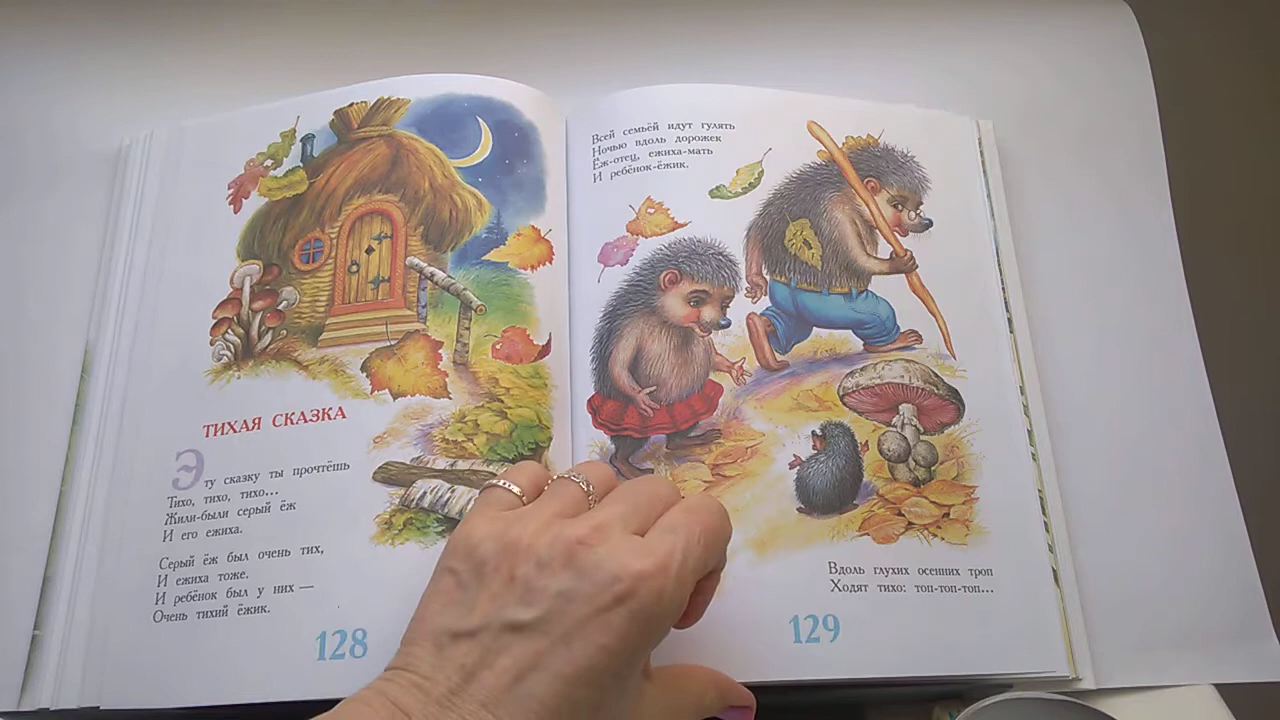 ТИХАЯ СКАЗКА
Эту сказку ты прочтёшь
Тихо, тихо, тихо...
Жили-были серый ёж
И его ежиха.
Серый ёж был очень тих,
И ежиха тоже.
И ребёнок был у них —
Очень тихий ёжик.
128
Всей семьёй идут гулять
Ночью вдоль дорожек
Ёж-отец, ежиха-мать
И ребёнок-ёжик.
Вдоль глухих осенних троп
Ходят тихо: топ-топ-топ...
129